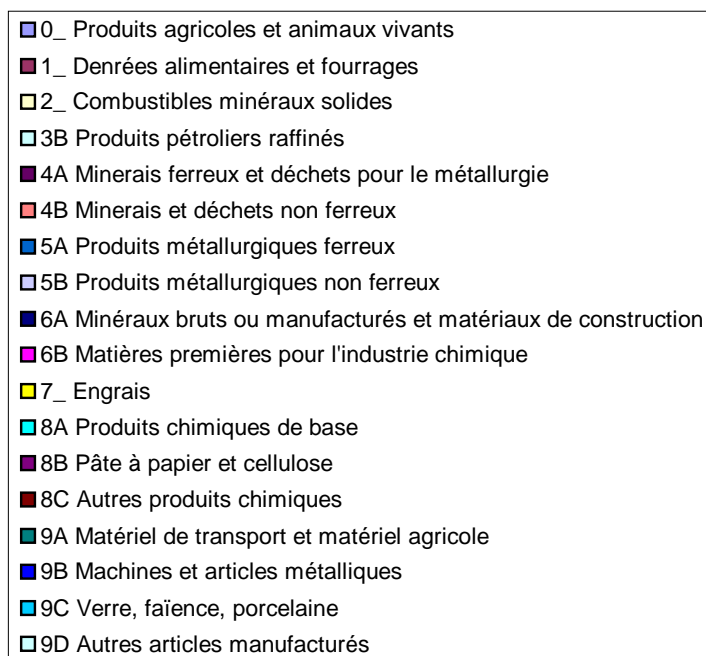 0_ Produits agricoles et animaux vivants
1_ Denrées alimentaires et fourrages
2_ Combustibles minéraux solides
3B Produits pétroliers raffinés
4A Minerais ferreux et déchets pour le métallurgie
4B Minerais et déchets non ferreux
5A Produits métallurgiques ferreux
5B Produits métallurgiques non ferreux
6A Minéraux bruts ou manufacturés et matériaux de construction
6B Matières premières pour l'industrie chimique
7_ Engrais
8A Produits chimiques de base
8B Pâte à papier et cellulose
8C Autres produits chimiques
9A Matériel de transport et matériel agricole
9B Machines et articles métalliques
9C Verre, faïence, porcelaine
9D Autres articles manufacturés